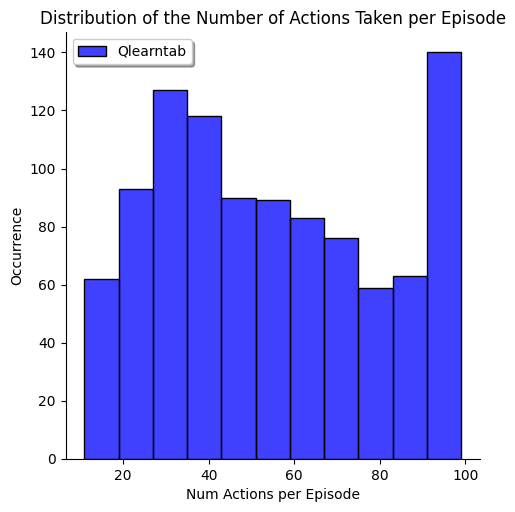 Distribution of the Number of Actions Taken per Episode
Qlearntab
140
120
100
80
60
40
20
0
Occurrence
20 40 60 80 100
Num Actions per Episode